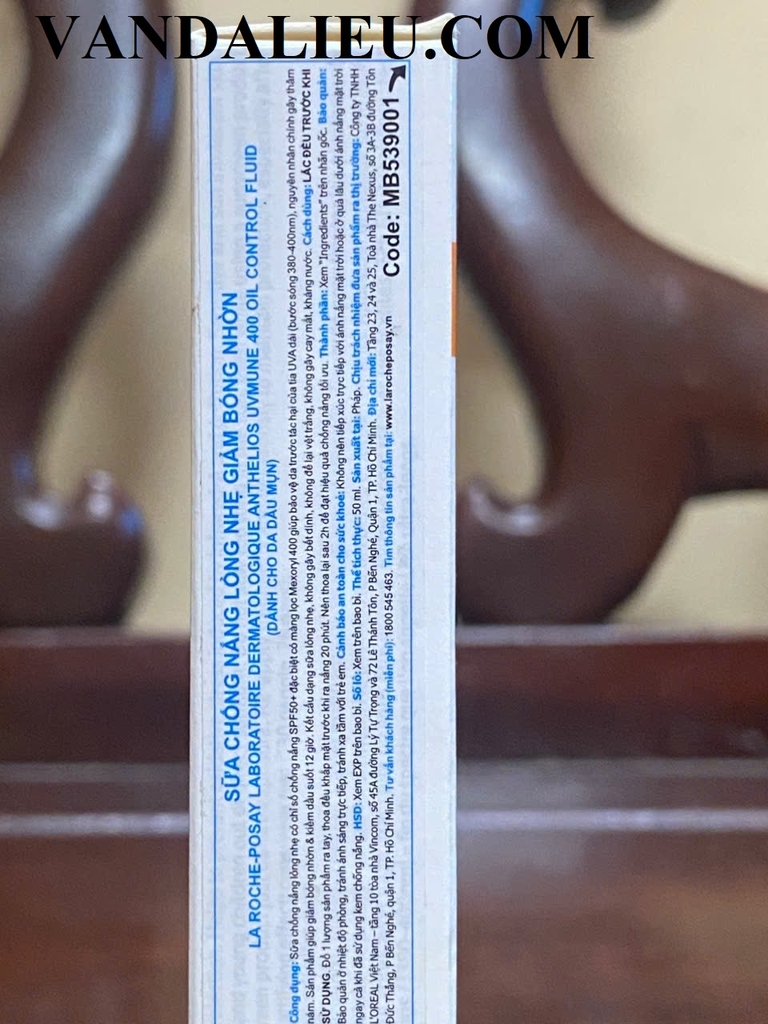 VANDALIEU.COM
SỮA CHỐNG NẮNG LỎNG NHẸ GIẢM BÓNG NHỜN
LA ROCHE-POSAY LABORATOIRE DERMATOLOGIQUE ANTHELIOS UVMUNE 400 OIL CONTROL FLUID
(DÀNH CHO DA DẦU MỤN)
Công dụng: Sữa chống nắng lỏng nhẹ có chỉ số chống nắng SPF50+ đặc biệt có màng lọc Mexoryl 400 giúp bảo vệ da trước tác hại của tia UVA dài (bước sóng 380-400nm), nguyên nhân chính gây thâm
nám. Sản phẩm giúp giảm bóng nhờn & kiềm dầu suốt 12 giờ. Kết cấu dạng sữa lỏng nhẹ, không gây bết dính, không để lại vệt trắng, không gây cay mắt, kháng nước. Cách dùng: LẮC ĐỀU TRƯỚC KHI
SỬ DỤNG. Đổ 1 lượng sản phẩm ra tay, thoa đều khắp mặt trước khi ra nắng 20 phút. Nên thoa lại sau 2h để đạt hiệu quả chống nắng tối ưu. Thành phần: Xem "Ingredients" trên nhãn gốc. Bảo quản:
Bảo quản ở nhiệt độ phòng, tránh ánh sáng trực tiếp, tránh xa tầm với trẻ em. Cảnh báo an toàn cho sức khoẻ: Không nên tiếp xúc trực tiếp với ánh nắng mặt trời hoặc ở quá lâu dưới ánh nắng mặt trời
ngay cả khi đã sử dụng kem chống nắng. HSD: Xem EXP trên bao bì. Số lô: Xem trên bao bì. Thể tích thực: 50 ml. Sản xuất tại: Pháp. Chịu trách nhiệm đưa sản phẩm ra thị trường: Công ty TNHH
L'OREAL Việt Nam – tầng 10 tòa nhà Vincom, số 45A đường Lý Tự Trọng và 72 Lê Thánh Tôn, P Bến Nghé, Quận 1, TP. Hồ Chí Minh. Địa chỉ mới: Tầng 23, 24 và 25, Toà nhà The Nexus, số 3A-3B đường Tôn
Đức Thắng, P Bến Nghé, quận 1, TP. Hồ Chí Minh. Tư vấn khách hàng (miễn phí): 1800 545 463. Tìm thông tin sản phẩm tại: www.larocheposay.vn
Code: MB539001